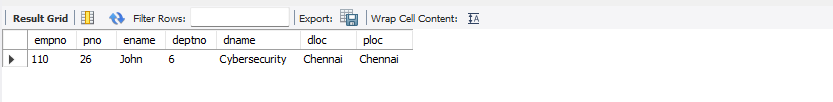 Result Grid Filter Rows: Export: Wrap Cell Content: IA
empno pno ename deptno dname dloc ploc
110 26 John 6 Cybersecurity Chennai Chennai